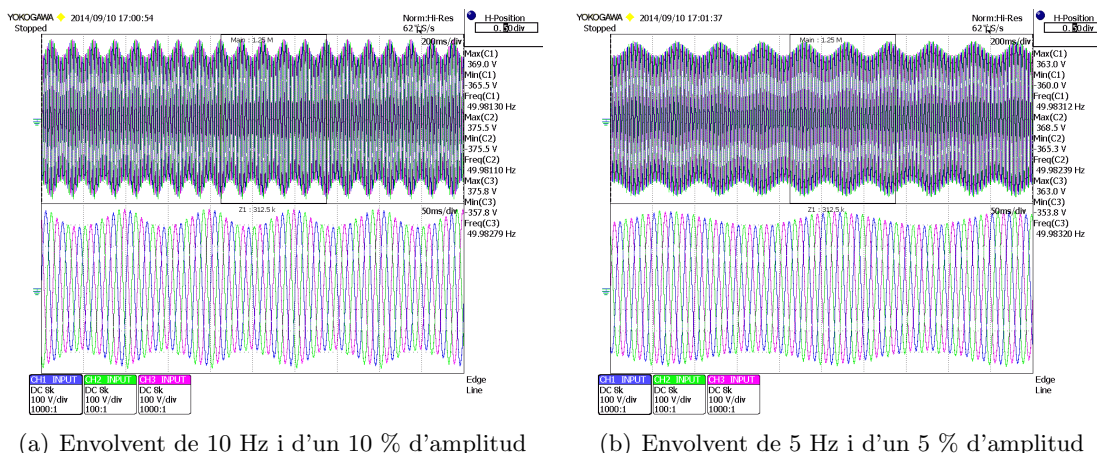 YOKOGAWA 2014/09/10 17:00:54
Stopped
Norm:Hi-Res
62
S/s
H-Position
div
Main : 1.25 M
200ms/div
Max(C1)
369.0 V
Min(C1)
-365.5 V
Freq(C1)
49.98130 Hz
Max(C2)
375.5 V
Min(C2)
-375.5 V
Freq(C2)
49.98110 Hz
Max(C3)
375.8 V
Min(C3)
-357.8 V
Freq(C3)
49.98279 Hz
Z1 : 312.5 k
50ms/div
CH1 INPUT
DC 8k
100 V/div
1000:1
CH2 INPUT
DC 8k
100 V/div
100:1
CH3 INPUT
DC 8k
100 V/div
1000:1
Edge
Line
(a) Envolvent de 10 Hz i d'un 10 % d'amplitud
YOKOGAWA 2014/09/10 17:01:37
Stopped
Norm:Hi-Res
62
S/s
H-Position
div
Main : 1.25 M
200ms/div
Max(C1)
363.0 V
Min(C1)
-360.0 V
Freq(C1)
49.98312 Hz
Max(C2)
368.5 V
Min(C2)
-365.3 V
Freq(C2)
49.98239 Hz
Max(C3)
363.0 V
Min(C3)
-353.8 V
Freq(C3)
49.98320 Hz
Z1 : 312.5 k
50ms/div
CH1 INPUT
DC 8k
100 V/div
1000:1
CH2 INPUT
DC 8k
100 V/div
100:1
CH3 INPUT
DC 8k
100 V/div
1000:1
Edge
Line
(b) Envolvent de 5 Hz i d'un 5 % d'amplitud